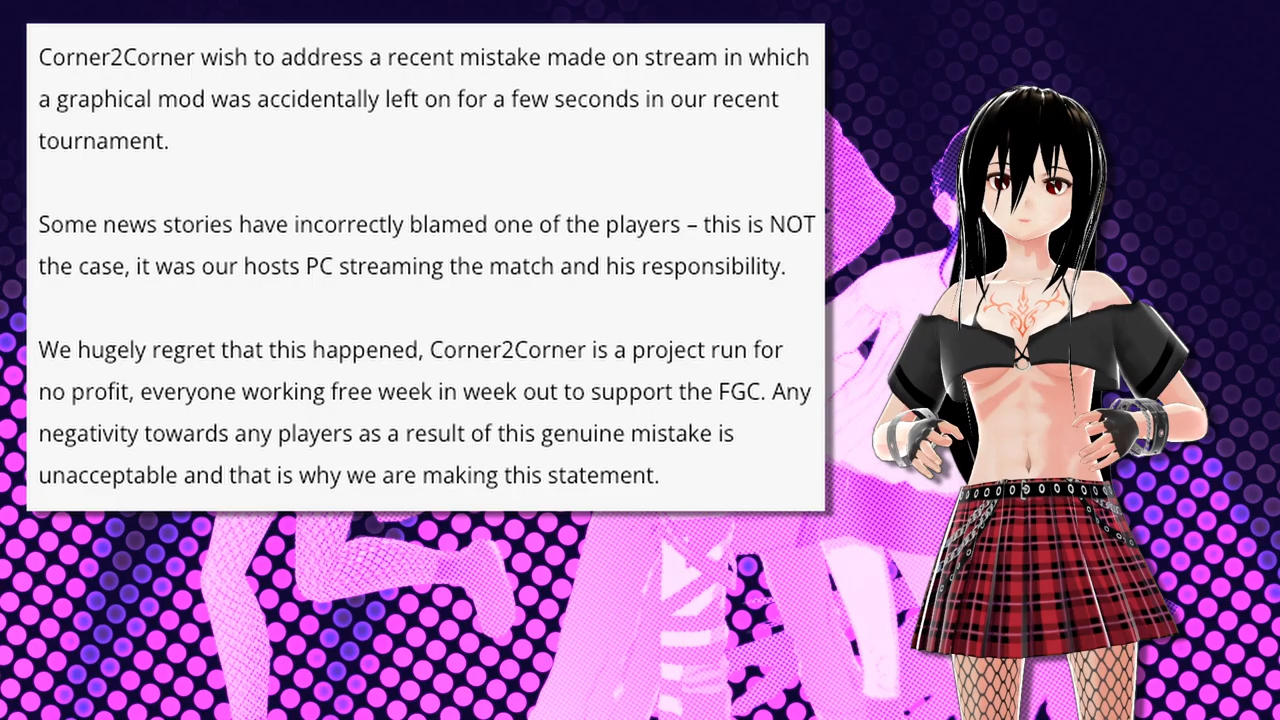 Corner2Corner wish to address a recent mistake made on stream in which
a graphical mod was accidentally left on for a few seconds in our recent
tournament.
Some news stories have incorrectly blamed one of the players – this is NOT
the case, it was our hosts PC streaming the match and his responsibility.
We hugely regret that this happened, Corner2Corner is a project run for
no profit, everyone working free week in week out to support the FGC. Any
negativity towards any players as a result of this genuine mistake is
unacceptable and that is why we are making this statement.